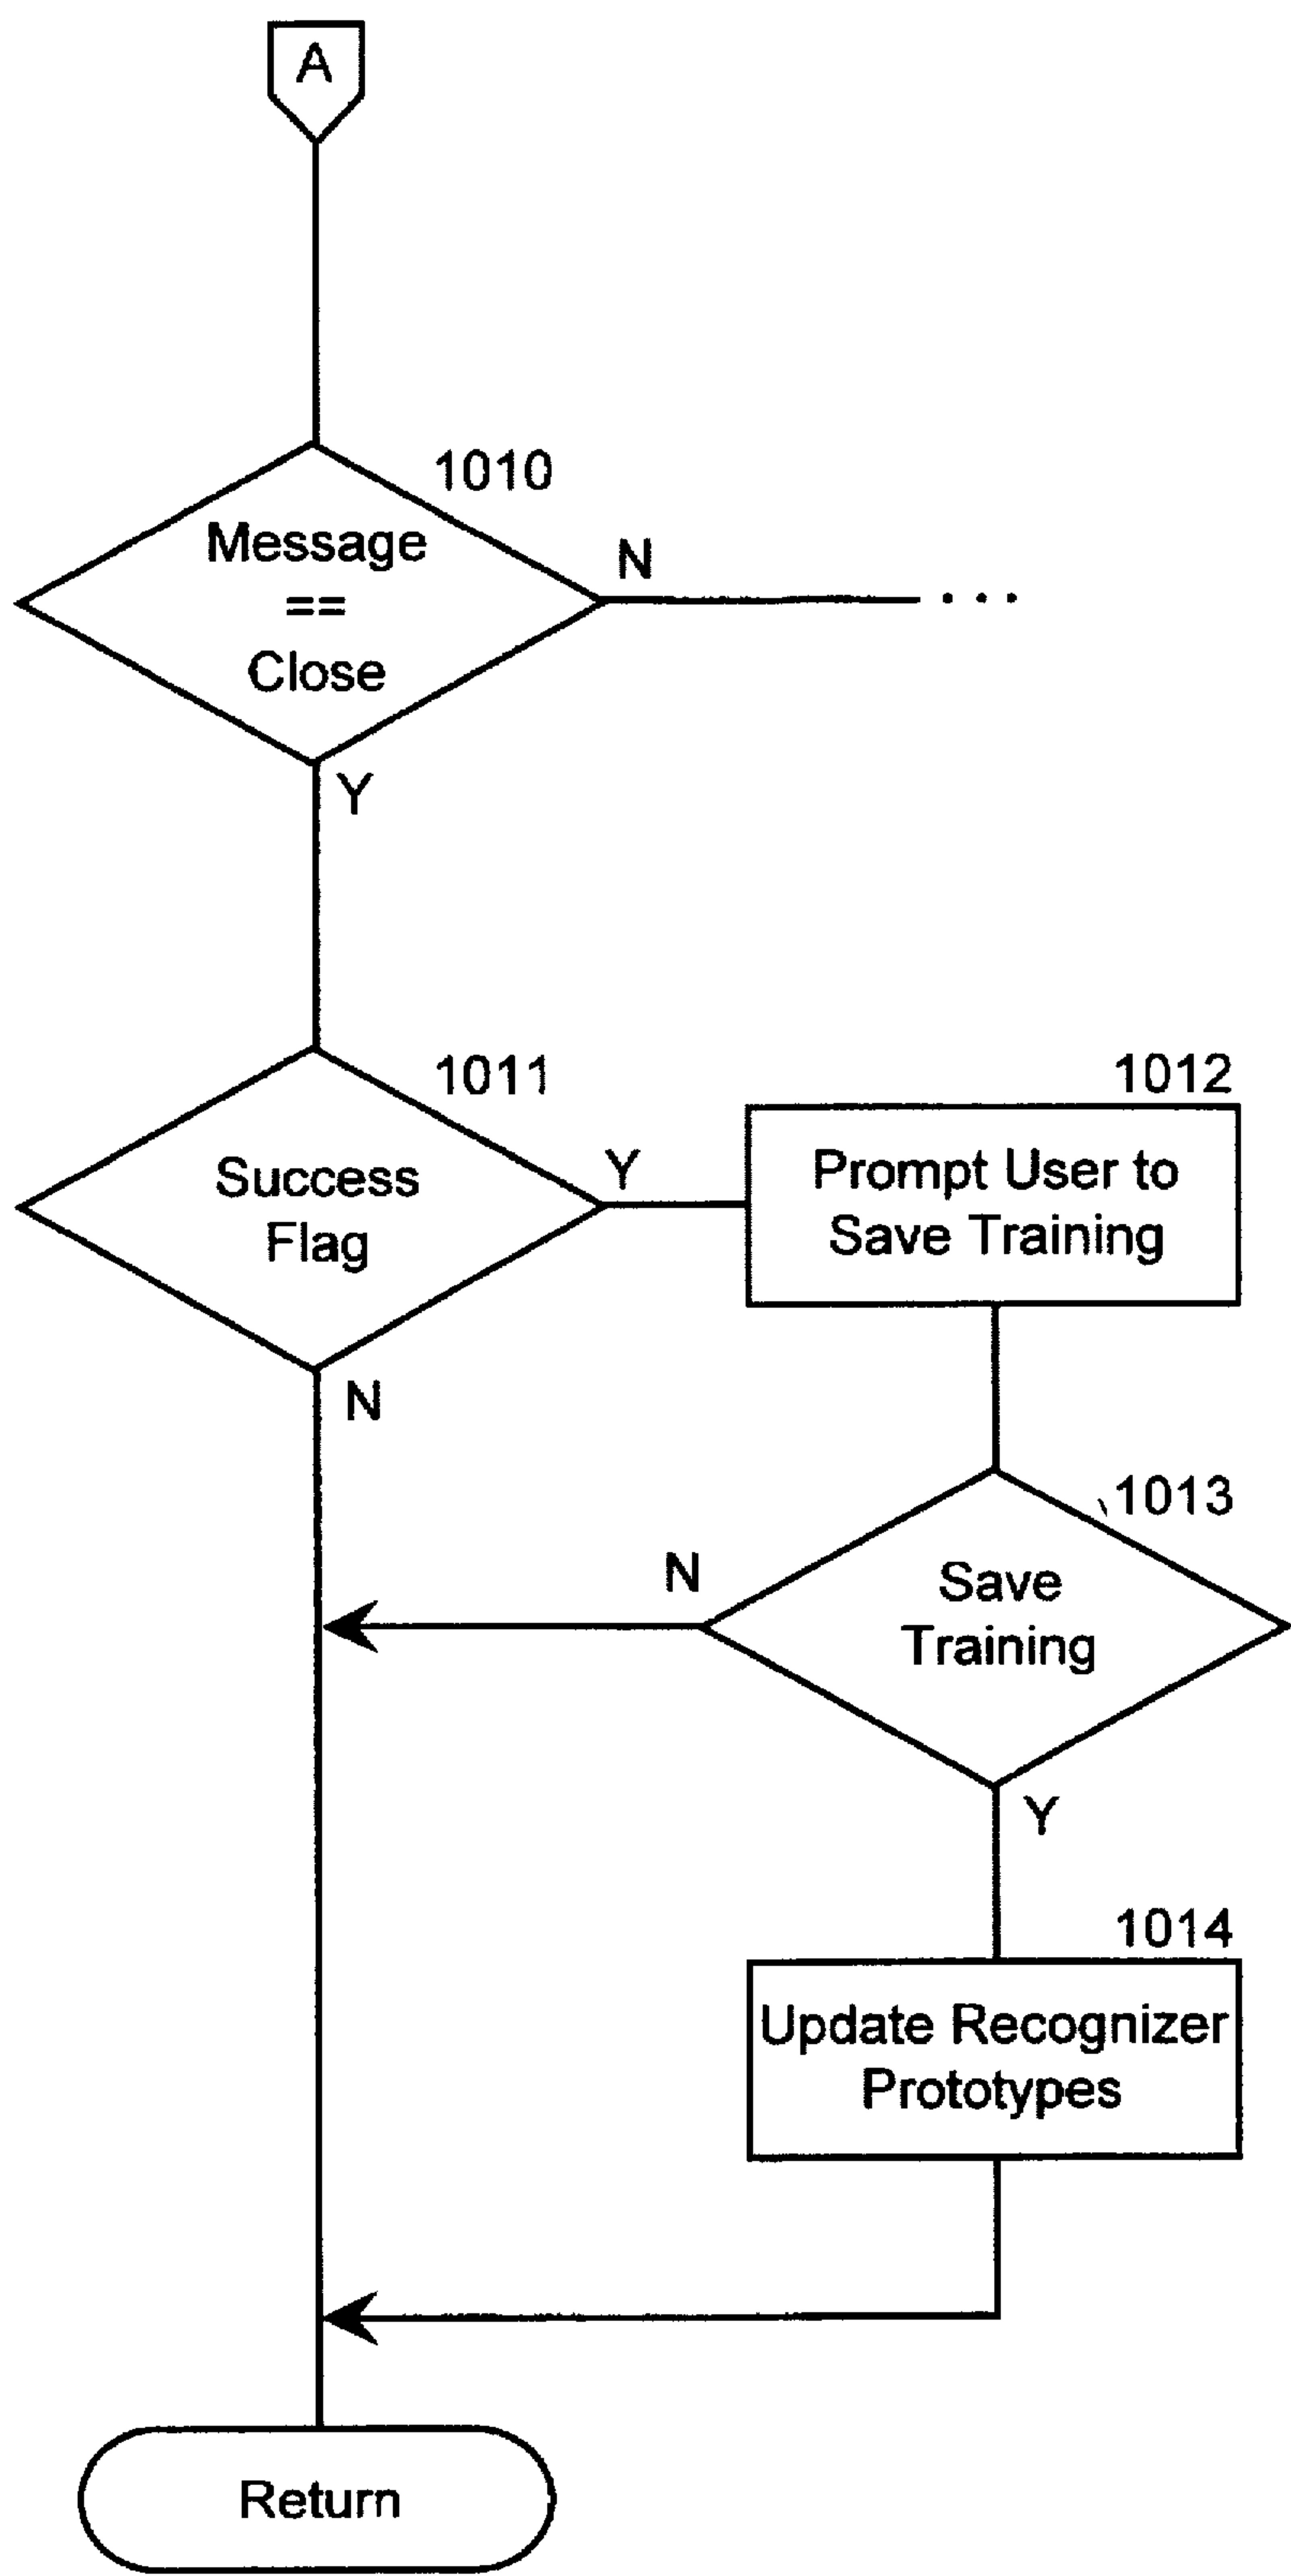 A
1010
Message
==
Close
N
...
Y
1011
Success
Flag
Y
N
1012
Prompt User to
Save Training
1013
Save
Training
N
Y
1014
Update Recognizer
Prototypes
Return